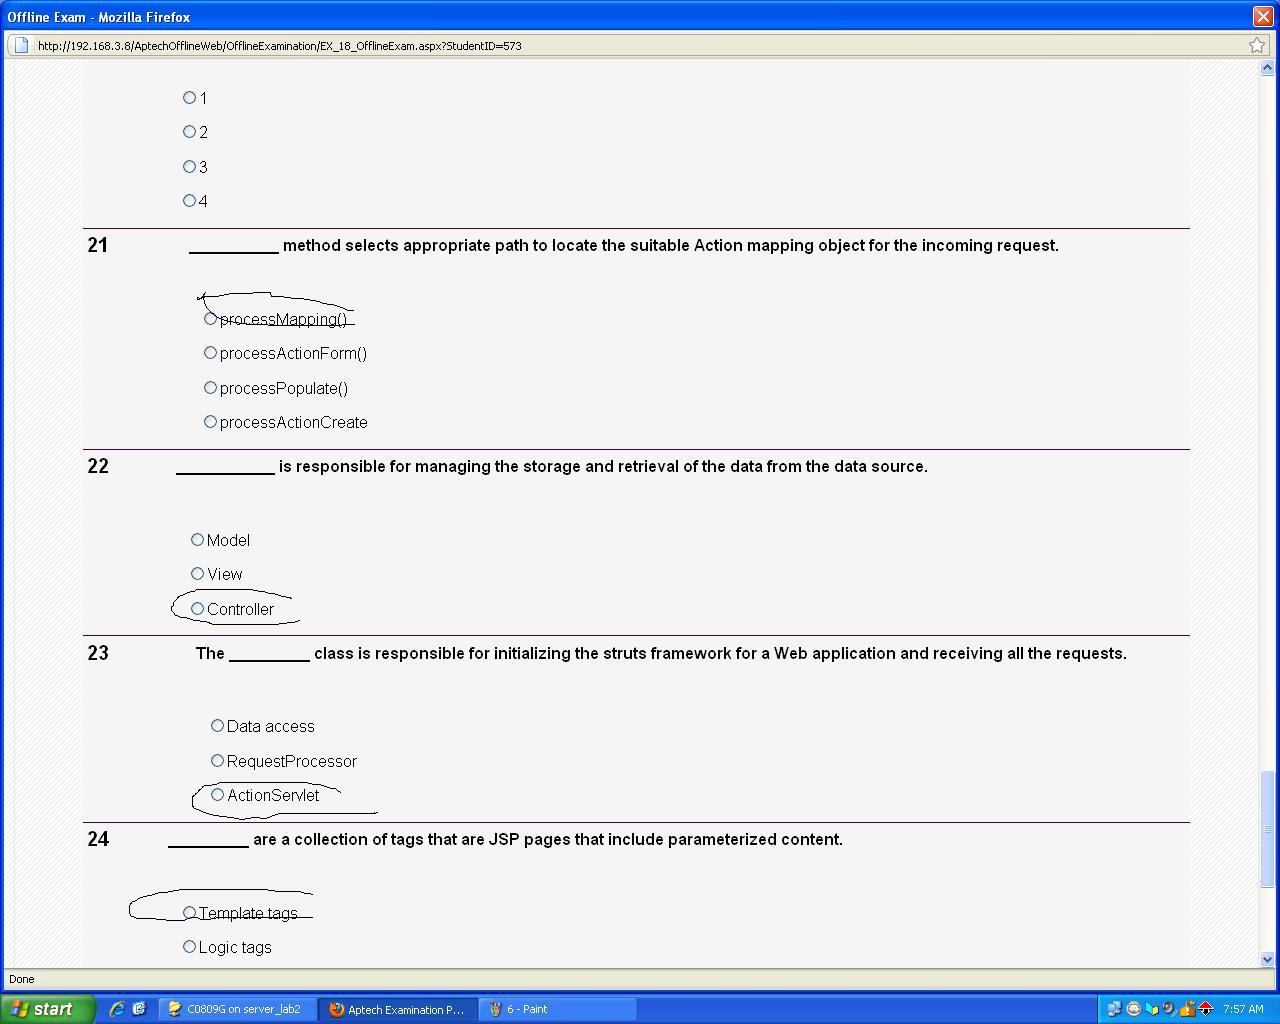 Offline Exam - Mozilla Firefox
http://192.168.3.8/AptechOfflineWeb/OfflineExamination/EX_18_OfflineExam.aspx?StudentID=573
1
2
3
4
21 __________ method selects appropriate path to locate the suitable Action mapping object for the incoming request.
processMapping()
processActionForm()
processPopulate()
processActionCreate
22 ___________ is responsible for managing the storage and retrieval of the data from the data source.
Model
View
Controller
23 The _________ class is responsible for initializing the struts framework for a Web application and receiving all the requests.
Data access
RequestProcessor
ActionServlet
24 _________ are a collection of tags that are JSP pages that include parameterized content.
Template tags
Logic tags
Done
start C0809G on server_lab2 Aptech Examination P... 6 - Paint 7:57 AM